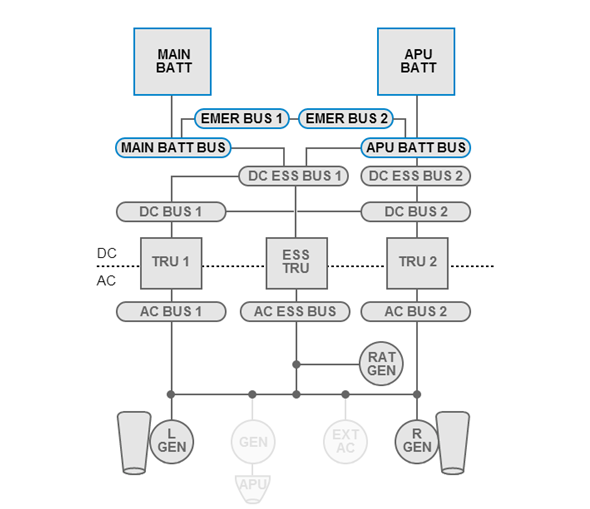 MAIN
BATT
APU
BATT
EMER BUS 1
EMER BUS 2
MAIN BATT BUS
APU BATT BUS
DC ESS BUS 1
DC ESS BUS 2
DC BUS 1
DC BUS 2
DC
AC
TRU 1
ESS
TRU
TRU 2
AC BUS 1
AC ESS BUS
AC BUS 2
RAT
GEN
L
GEN
GEN
APU
EXT
AC
R
GEN